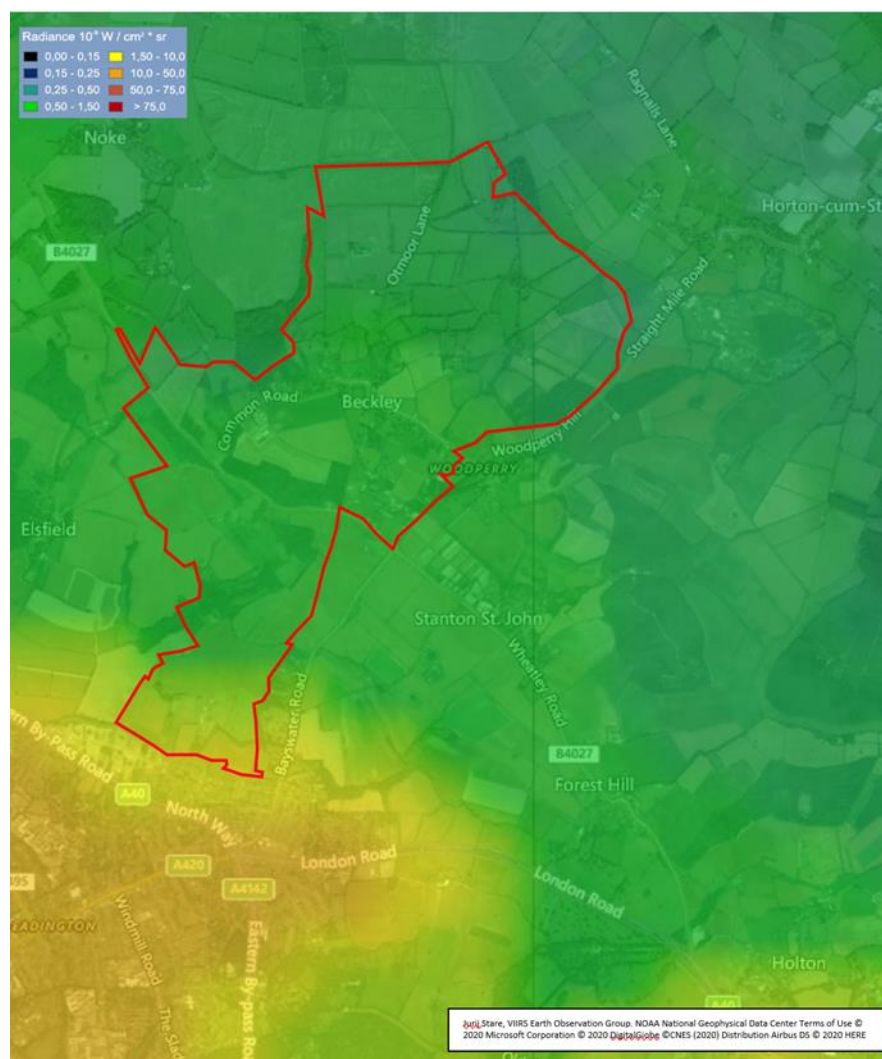 Radiance 10⁻⁹ W / cm² * sr
0,00 - 0,15 1,50 - 10,0
0,15 - 0,25 10,0 - 50,0
0,25 - 0,50 50,0 - 75,0
0,50 - 1,50 > 75,0
Noke
Ragnalls Lane
Horton-cum-St
B4027
Otmoor Lane
Straight Mile Road
Common Road
Beckley
Woodperry Hill
WOODPERRY
Elsfield
Stanton St. John
Wheatley Road
Bayswater Road
ern By-Pass Road
B4027
Forest Hill
A40
North Way
London Road
A420
A4142
495
London Road
EADINGTON
Windmill Road
Eastern By-pass Ro
Holton
The Slad
A40
Jurij Stare, VIIRS Earth Observation Group. NOAA National Geophysical Data Center Terms of Use ©
2020 Microsoft Corporation © 2020 DigitalGlobe ©CNES (2020) Distribution Airbus DS © 2020 HERE